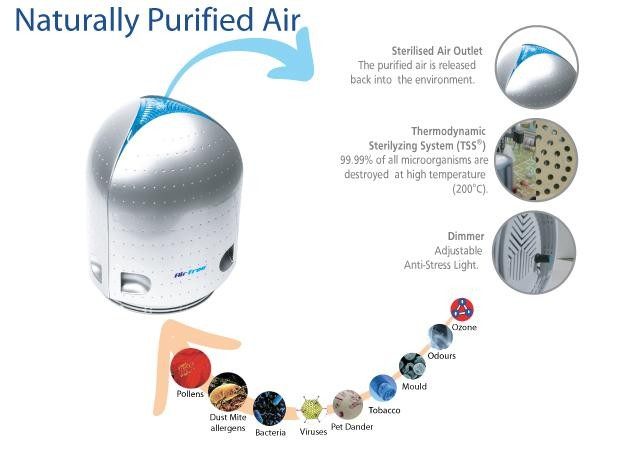 Naturally Purified Air
Sterilised Air Outlet
The purified air is released
back into the environment.
Thermodynamic
Sterilyzing System (TSS®)
99.99% of all microorganisms are
destroyed at high temperature
(200°C).
Dimmer
Adjustable
Anti-Stress Light.
Airfree
Ozone
Odours
Mould
Tobacco
Pet Dander
Viruses
Bacteria
Dust Mite
allergens
Pollens